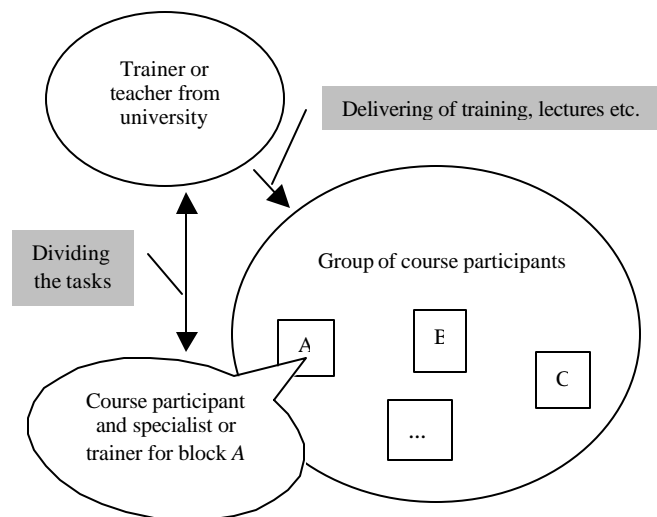 Trainer or
teacher from
university
Delivering of training, lectures etc.
Dividing
the tasks
Group of course participants
A
B
C
...
Course participant
and specialist or
trainer for block A